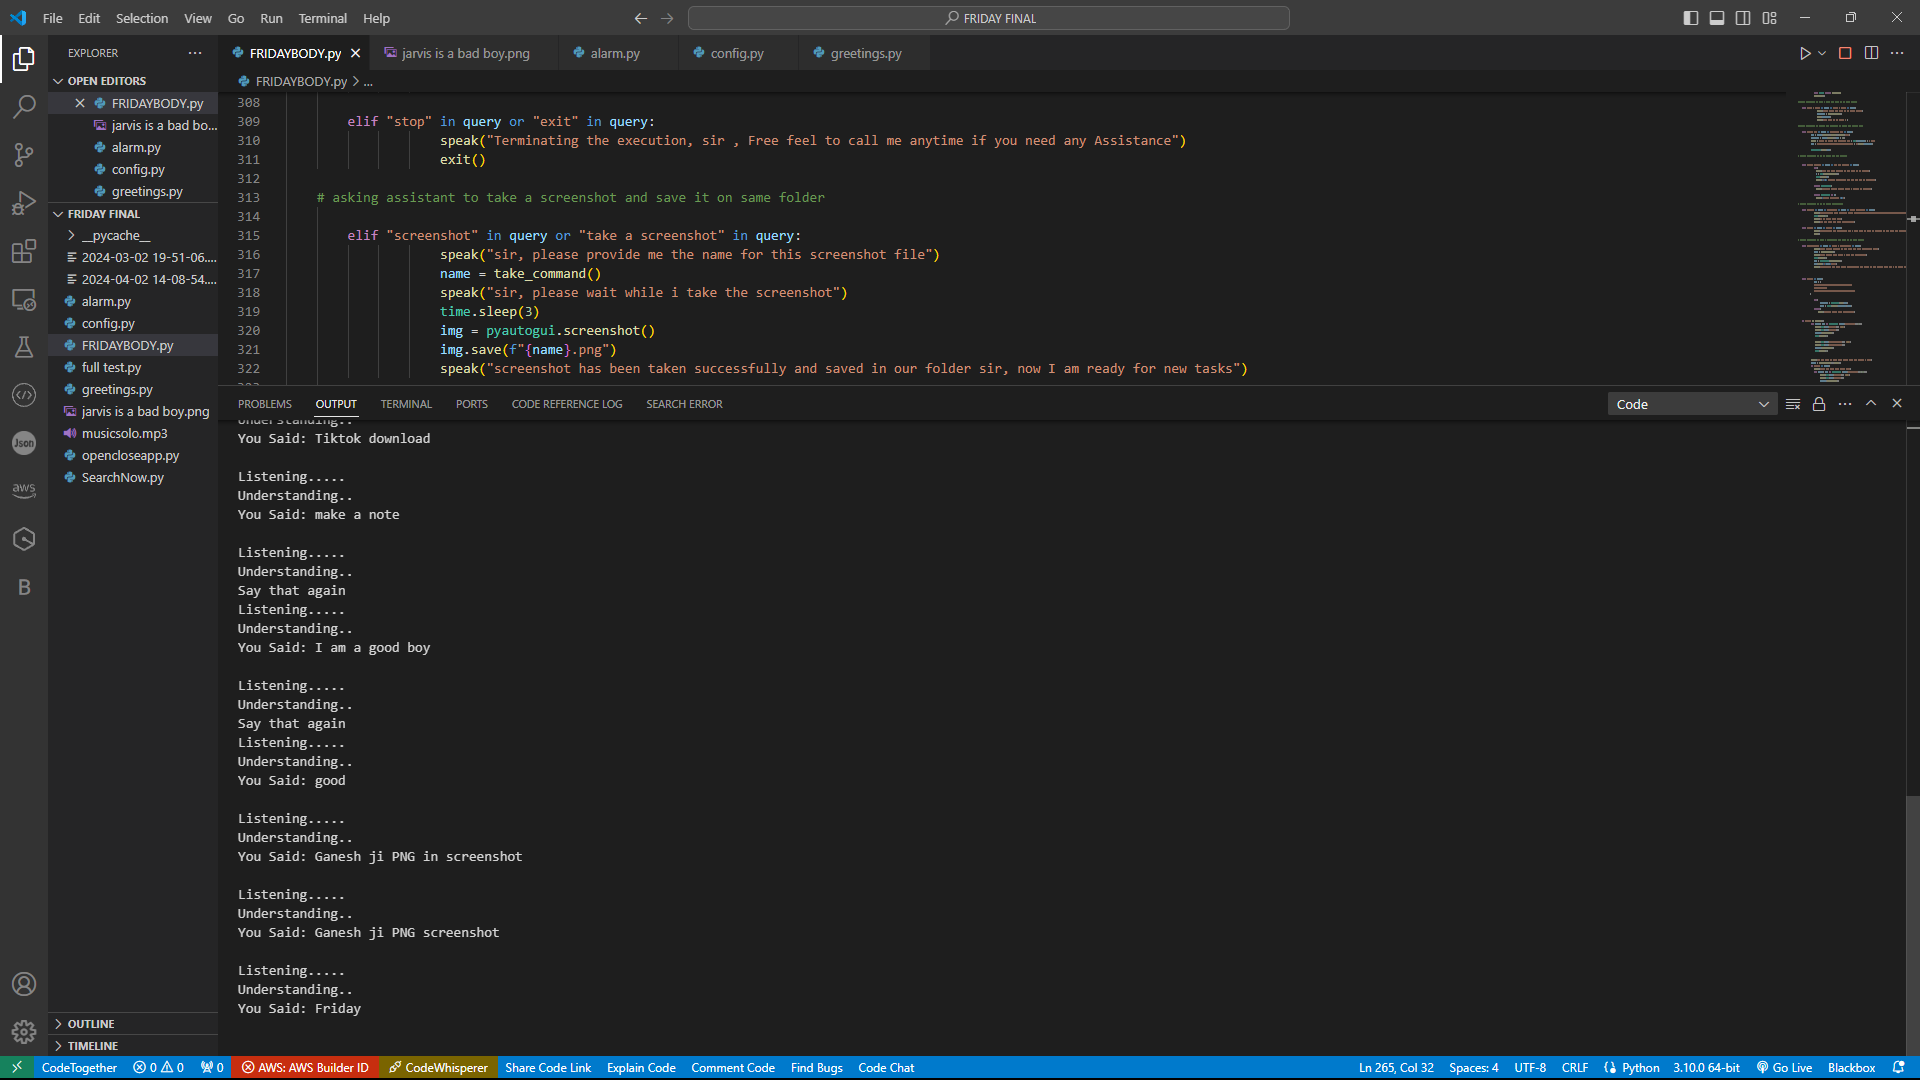 File Edit Selection View Go Run Terminal Help
FRIDAY FINAL
EXPLORER
OPEN EDITORS
FRIDAYBODY.py
jarvis is a bad bo...
alarm.py
config.py
greetings.py
FRIDAY FINAL
__pycache__
2024-03-02 19-51-06....
2024-04-02 14-08-54....
alarm.py
config.py
FRIDAYBODY.py
full test.py
greetings.py
jarvis is a bad boy.png
musicsolo.mp3
opencloseapp.py
SearchNow.py
OUTLINE
TIMELINE
Json
aws
B
FRIDAYBODY.py jarvis is a bad boy.png alarm.py config.py greetings.py
FRIDAYBODY.py > ...
308
309 elif "stop" in query or "exit" in query:
310 speak("Terminating the execution, sir , Free feel to call me anytime if you need any Assistance")
311 exit()
312
313 # asking assistant to take a screenshot and save it on same folder
314
315 elif "screenshot" in query or "take a screenshot" in query:
316 speak("sir, please provide me the name for this screenshot file")
317 name = take_command()
318 speak("sir, please wait while i take the screenshot")
319 time.sleep(3)
320 img = pyautogui.screenshot()
321 img.save(f"{name}.png")
322 speak("screenshot has been taken successfully and saved in our folder sir, now I am ready for new tasks")
PROBLEMS OUTPUT TERMINAL PORTS CODE REFERENCE LOG SEARCH ERROR
Code
Understanding..
You Said: Tiktok download
Listening.....
Understanding..
You Said: make a note
Listening.....
Understanding..
Say that again
Listening.....
Understanding..
You Said: I am a good boy
Listening.....
Understanding..
Say that again
Listening.....
Understanding..
You Said: good
Listening.....
Understanding..
You Said: Ganesh ji PNG in screenshot
Listening.....
Understanding..
You Said: Ganesh ji PNG screenshot
Listening.....
Understanding..
You Said: Friday
CodeTogether 0 0 0 AWS: AWS Builder ID CodeWhisperer Share Code Link Explain Code Comment Code Find Bugs Code Chat Ln 265, Col 32 Spaces: 4 UTF-8 CRLF Python 3.10.0 64-bit Go Live Blackbox